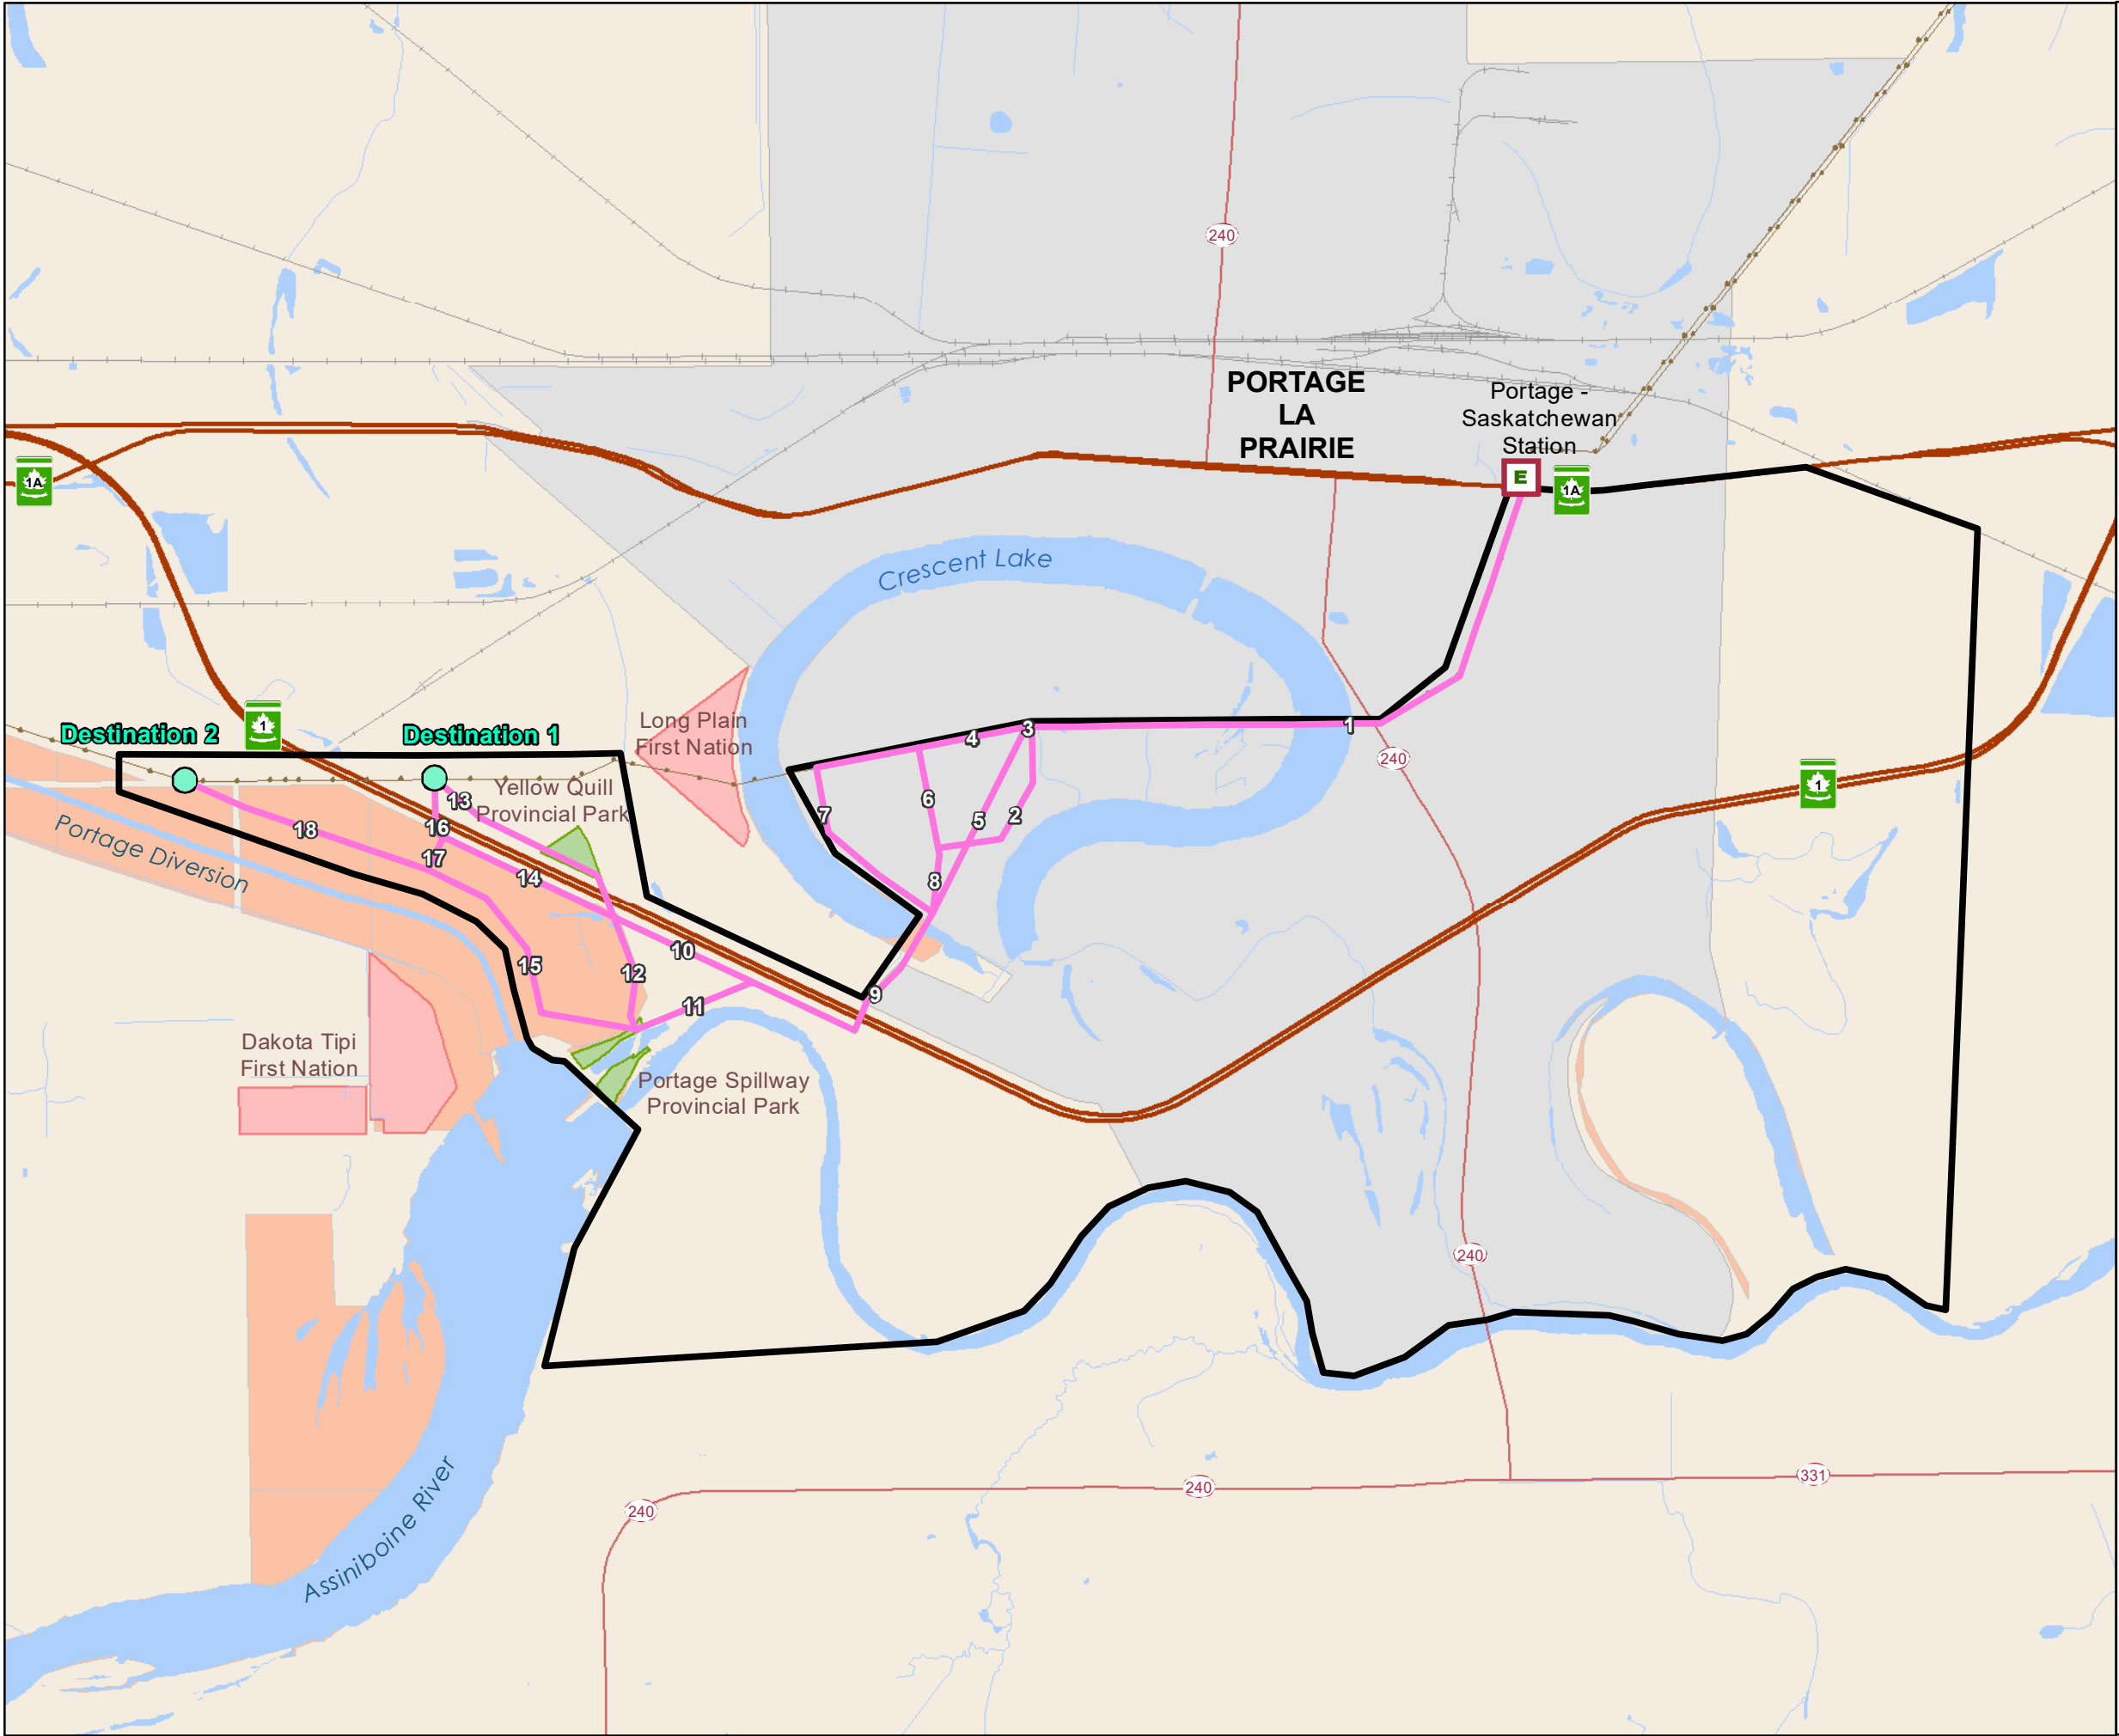 240
PORTAGE
LA
PRAIRIE
Portage -
Saskatchewan
Station
E
1A
1A
Crescent Lake
Long Plain
First Nation
1
Destination 2
Destination 1
3
1
4
240
Yellow Quill
Provincial Park
13
6
7
5
2
1
18
16
17
14
8
Portage Diversion
10
15
12
9
11
Dakota Tipi
First Nation
Portage Spillway
Provincial Park
240
Assiniboine River
240
240
331